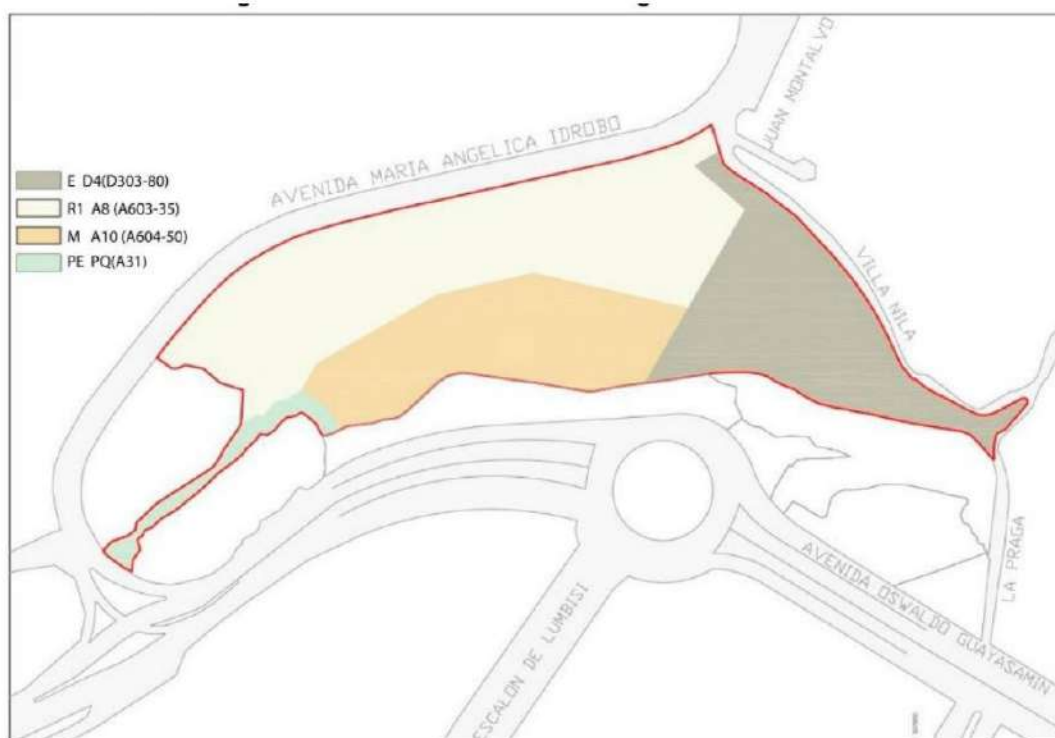 AVENIDA MARIA ANGELICA IDROBO
JUAN MONTALVO
E D4(D303-80)
R1 A8 (A603-35)
M A10 (A604-50)
PE PQ(A31)
VILLA NILA
ESCALON DE LUMBISI
AVENIDA OSWALDO GUAYASAMIN
LA PRAGA